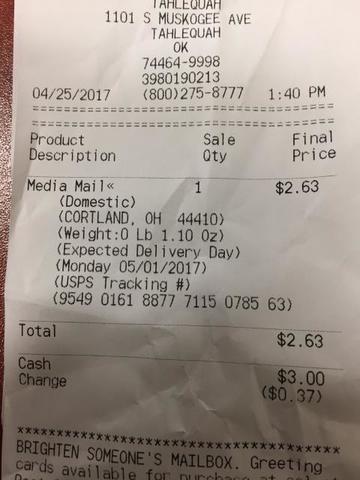 TAHLEQUAH
1101 S MUSKOGEE AVE
TAHLEQUAH
OK
74464-9998
3980190213
04/25/2017 (800)275-8777 1:40 PM
Product Sale Final
Description Qty Price
Media Mail« 1 $2.63
(Domestic)
(CORTLAND, OH 44410)
(Weight:0 Lb 1.10 Oz)
(Expected Delivery Day)
(Monday 05/01/2017)
(USPS Tracking #)
(9549 0161 8877 7115 0785 63)
Total $2.63
Cash $3.00
Change ($0.37)
BRIGHTEN SOMEONE'S MAILBOX. Greeting
cards available for purchase at select